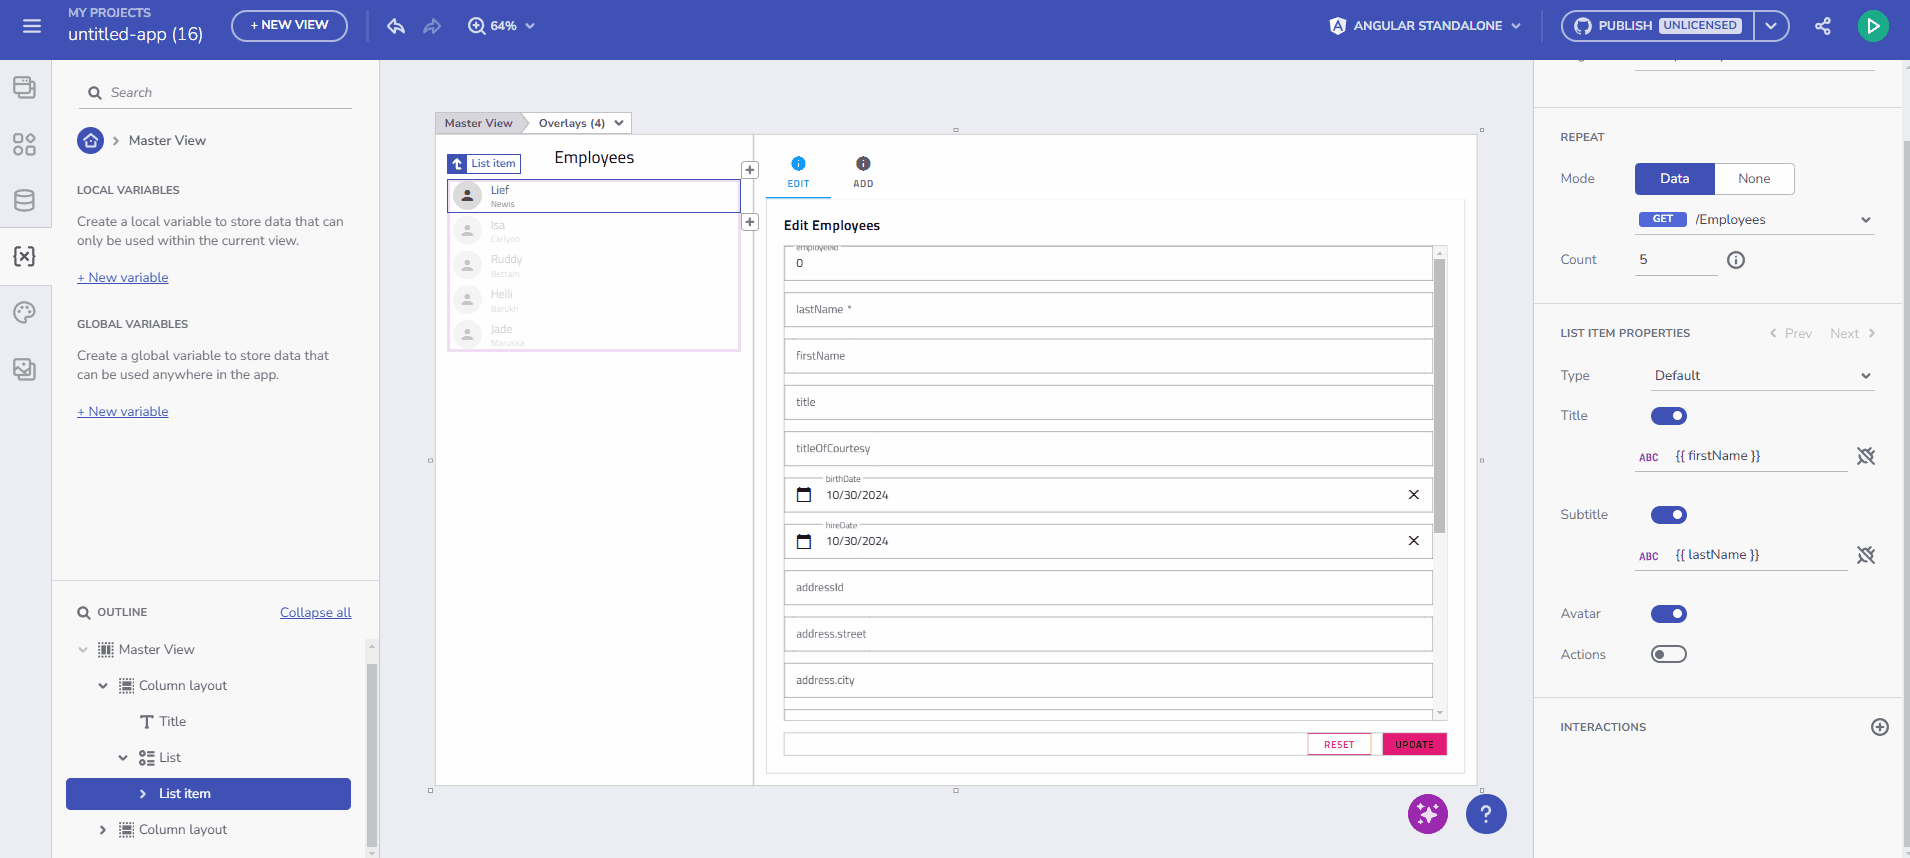 MY PROJECTS
untitled-app (16)
+ NEW VIEW
64%
ANGULAR STANDALONE
PUBLISH UNLICENSED
Search
Master View
LOCAL VARIABLES
Create a local variable to store data that can
only be used within the current view.
+ New variable
GLOBAL VARIABLES
Create a global variable to store data that
can be used anywhere in the app.
+ New variable
OUTLINE
Collapse all
Master View
Column layout
Title
List
List item
Column layout
Master View
Overlays (4)
List item
Employees
Lief
Newis
Isa
Carlyon
Ruddy
Bettam
Helli
Barukh
Jade
Maruska
EDIT
ADD
Edit Employees
employeeId
0
lastName *
firstName
title
titleOfCourtesy
birthDate
10/30/2024
hireDate
10/30/2024
addressId
address.street
address.city
RESET
UPDATE
?
REPEAT
Mode
Data
None
GET /Employees
Count
5
LIST ITEM PROPERTIES
Prev
Next
Type
Default
Title
ABC {{ firstName }}
Subtitle
ABC {{ lastName }}
Avatar
Actions
INTERACTIONS